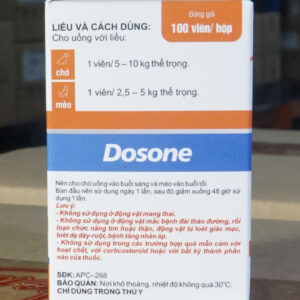 LIỀU VÀ CÁCH DÙNG:
Cho uống với liều:
Đóng gói
100 viên/ hộp
chó
1 viên/ 5 – 10 kg thể trọng.
mèo
1 viên/ 2,5 – 5 kg thể trọng.
Dosone
Nên cho chó uống vào buổi sáng và mèo vào buổi tối.
Ban đầu nên sử dụng ngày 1 lần, sau đó giảm xuống 48 giờ sử
dụng 1 lần.
Lưu ý:
- Không sử dụng ở động vật mang thai.
- Không sử dụng ở động vật mắc bệnh đái tháo đường, rối
loạn chức năng tim hoặc thận, động vật bị loét giác mạc,
loét dạ dày-ruột, bệnh tăng nhãn áp.
- Không sử dụng trong các trường hợp quá mẫn cảm với
hoạt chất, với corticosteroid hoặc với bất kỳ thành phần
nào của thuốc.
SĐK: APC–268
BẢO QUẢN: Nơi khô thoáng, nhiệt độ không quá 30°C.
CHỈ DÙNG TRONG THÚ Y